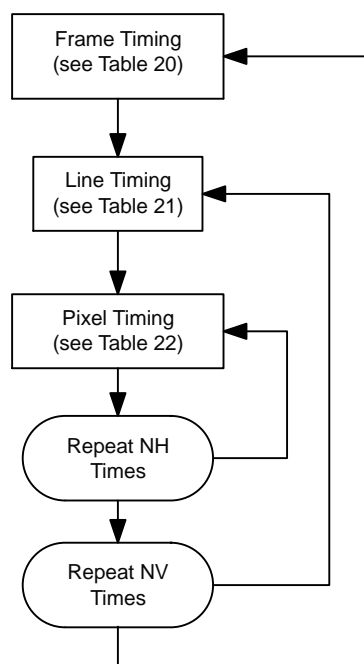 Frame Timing
(see Table 20)
Line Timing
(see Table 21)
Pixel Timing
(see Table 22)
Repeat NH
Times
Repeat NV
Times